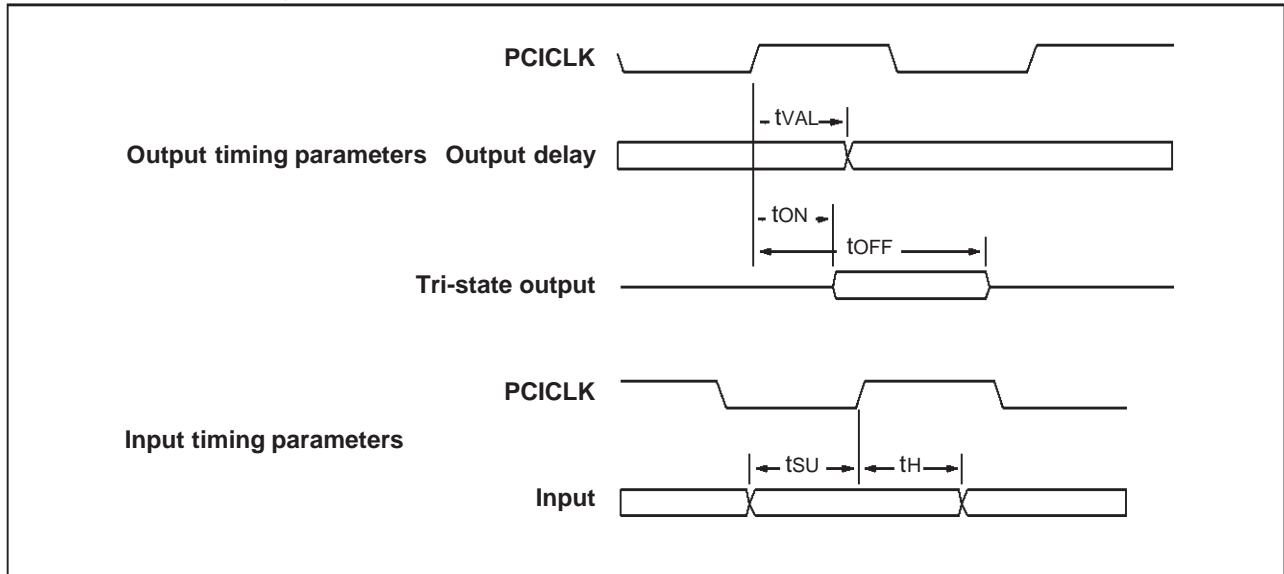 PCICLK
tVAL
Output timing parameters Output delay
tON
tOFF
Tri-state output
PCICLK
Input timing parameters
tSU tH
Input